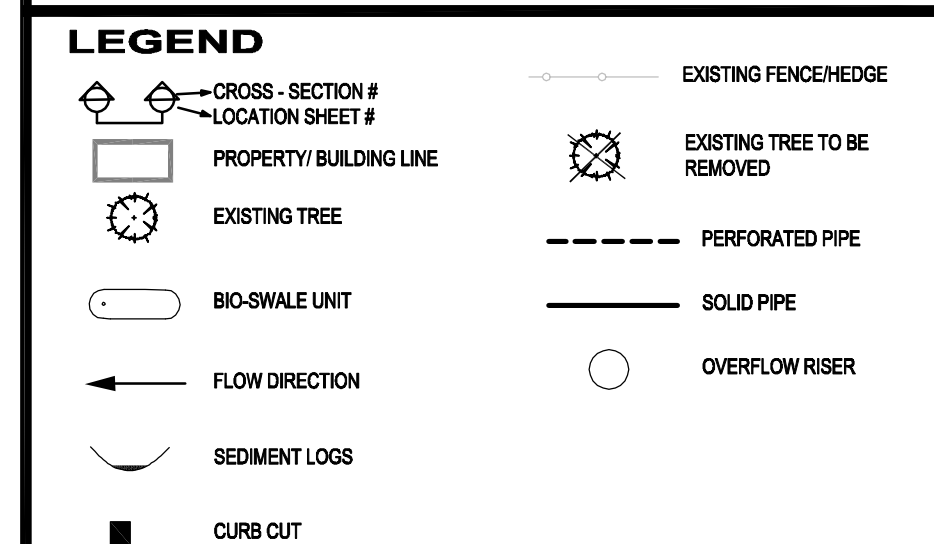 LEGEND
CROSS - SECTION #
LOCATION SHEET #
PROPERTY/ BUILDING LINE
EXISTING TREE
BIO-SWALE UNIT
FLOW DIRECTION
SEDIMENT LOGS
CURB CUT
EXISTING FENCE/HEDGE
EXISTING TREE TO BE
REMOVED
PERFORATED PIPE
SOLID PIPE
OVERFLOW RISER